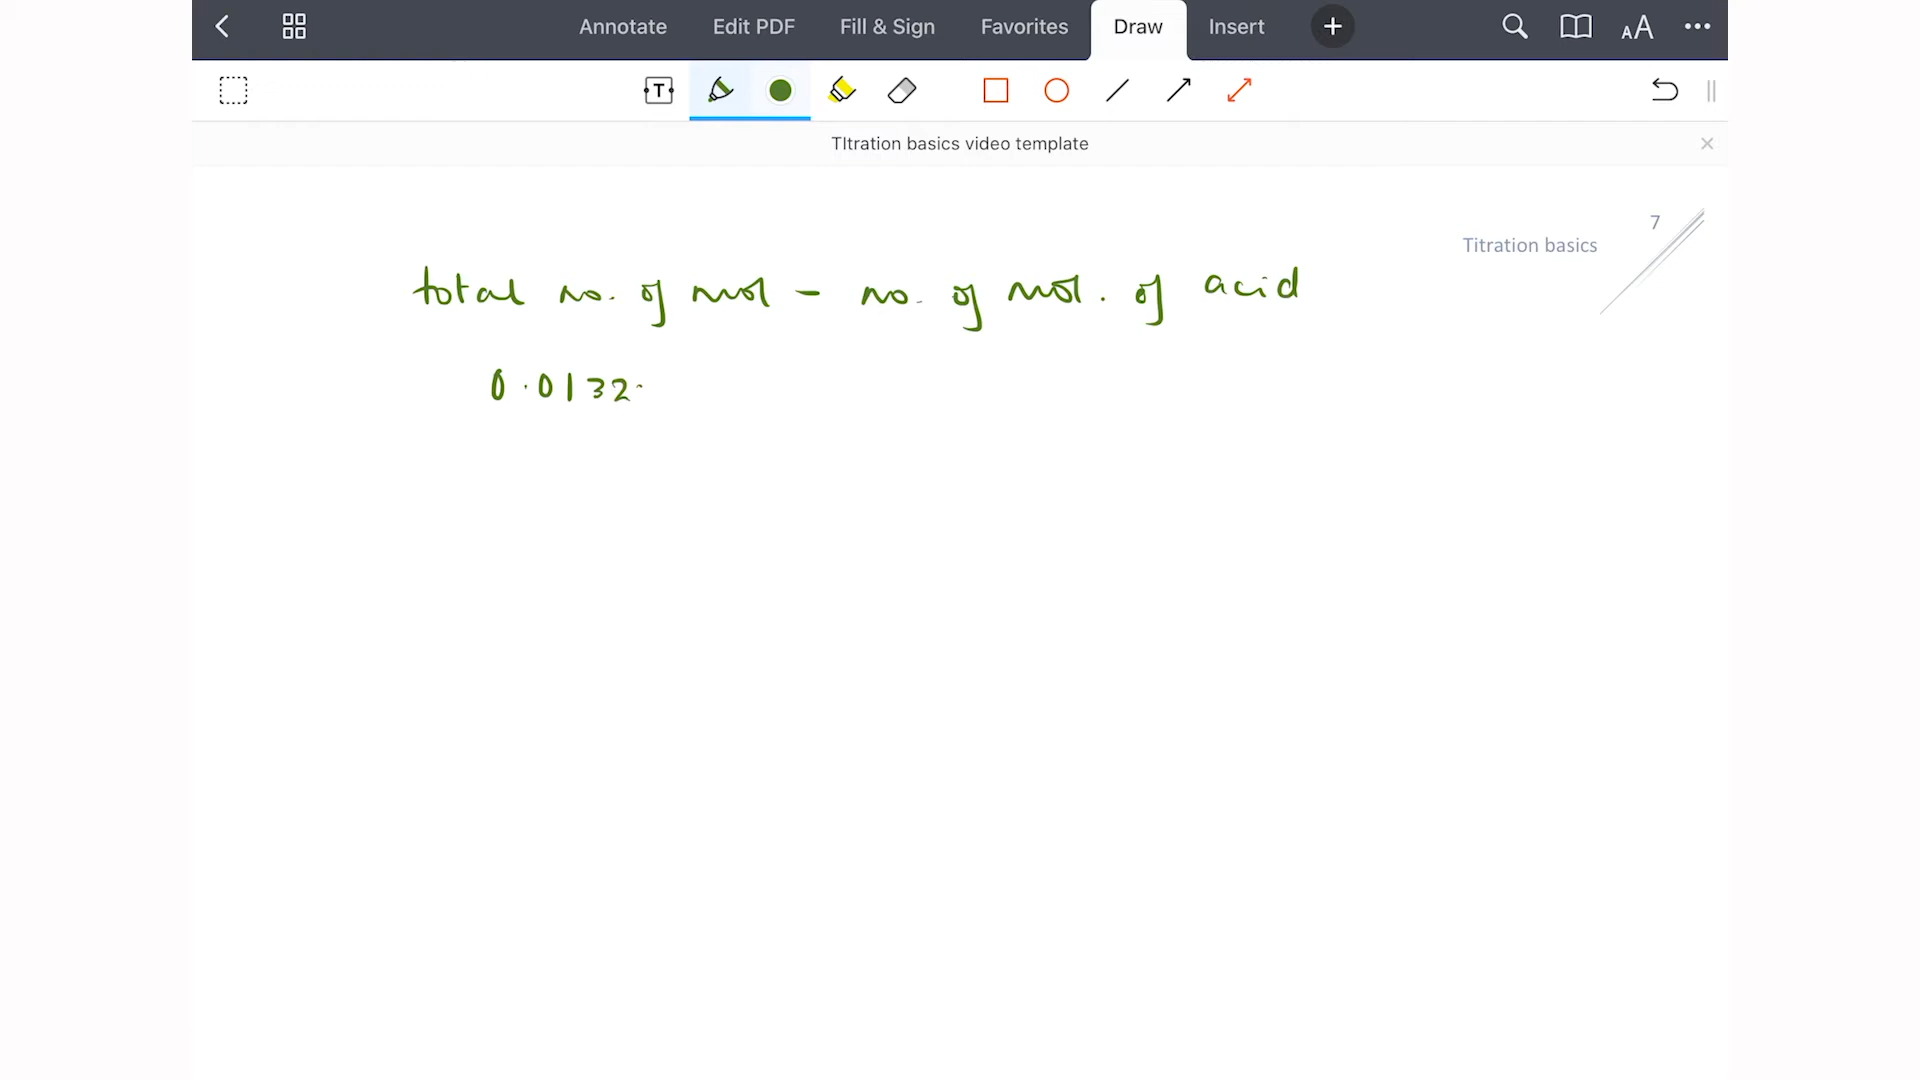 Annotate Edit PDF Fill & Sign Favorites Draw Insert
TItration basics video template
7
Titration basics
total no. of mol - no. of mol. of acid
0.0132